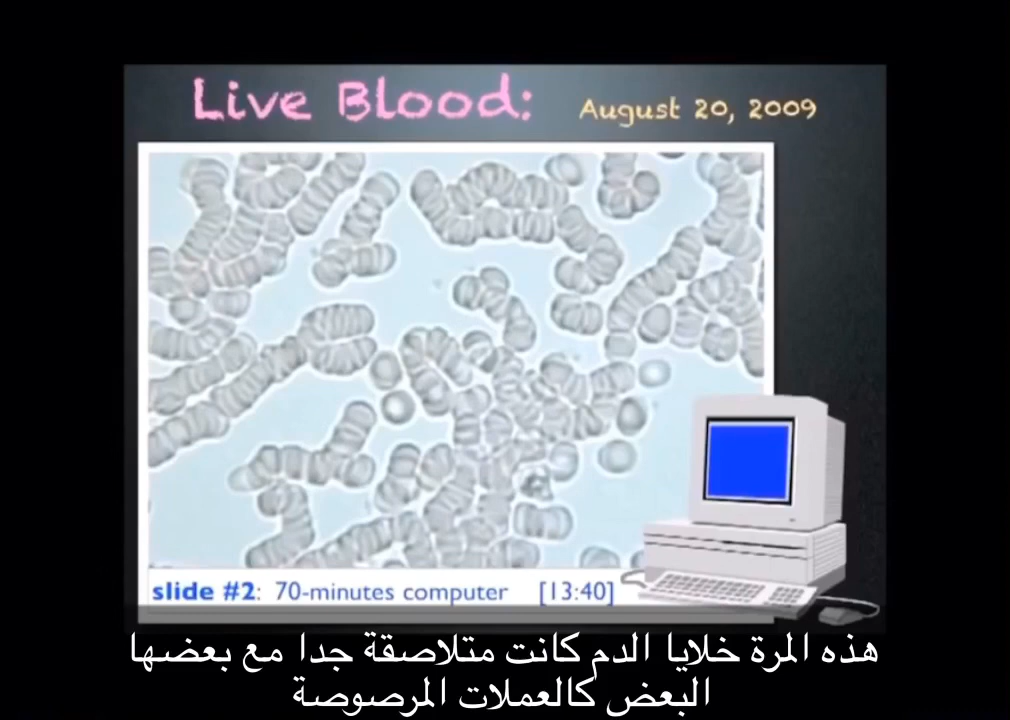 Live Blood: August 20, 2009
slide #2: 70-minutes computer [13:40]
هذه المرة خلايا الدم كانت متلاصقة جدا مع بعضها
البعض كالعملات المرصوصة